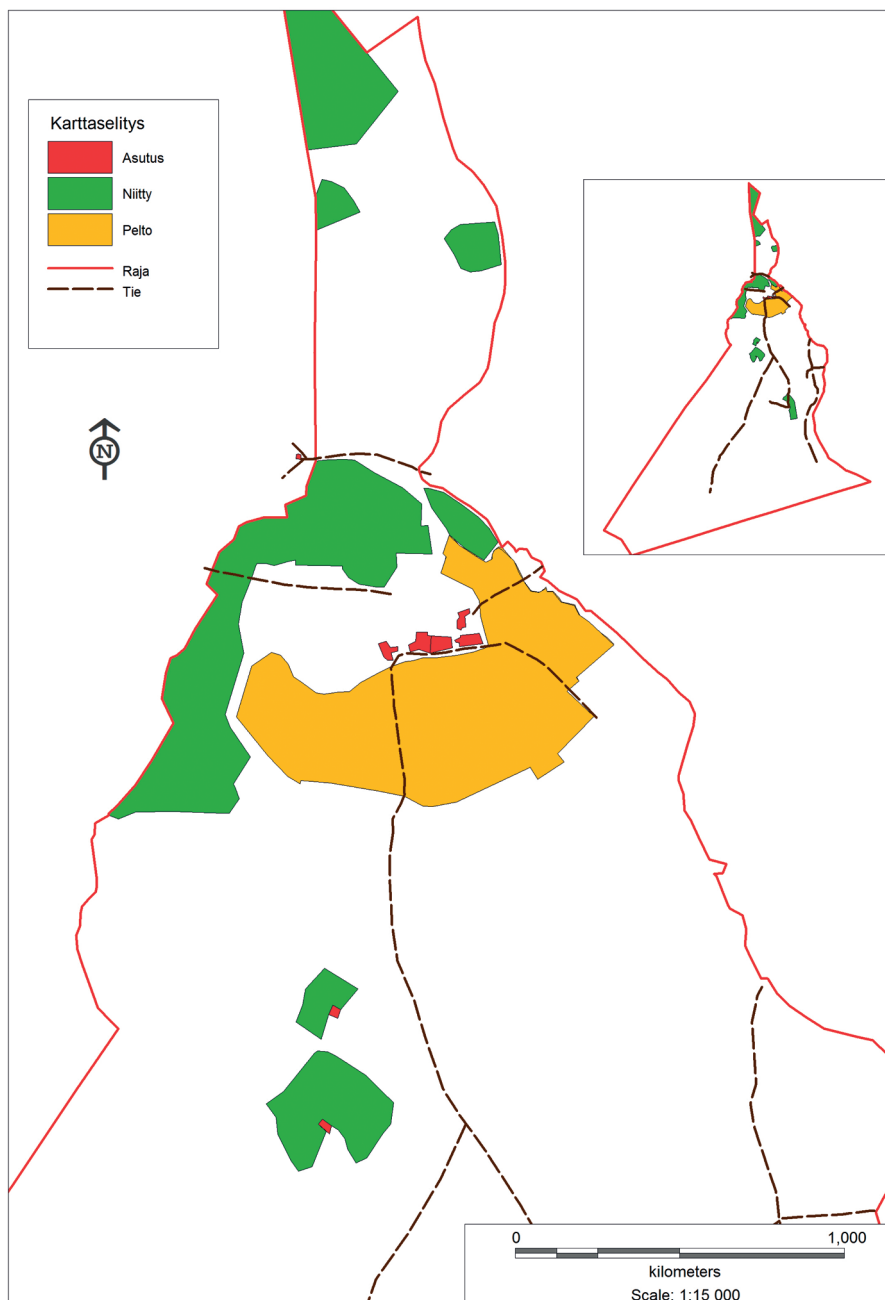 Karttaselitys
Asutus
Niitty
Pelto
Raja
Tie
N
0 1,000
kilometers
Scale: 1:15 000